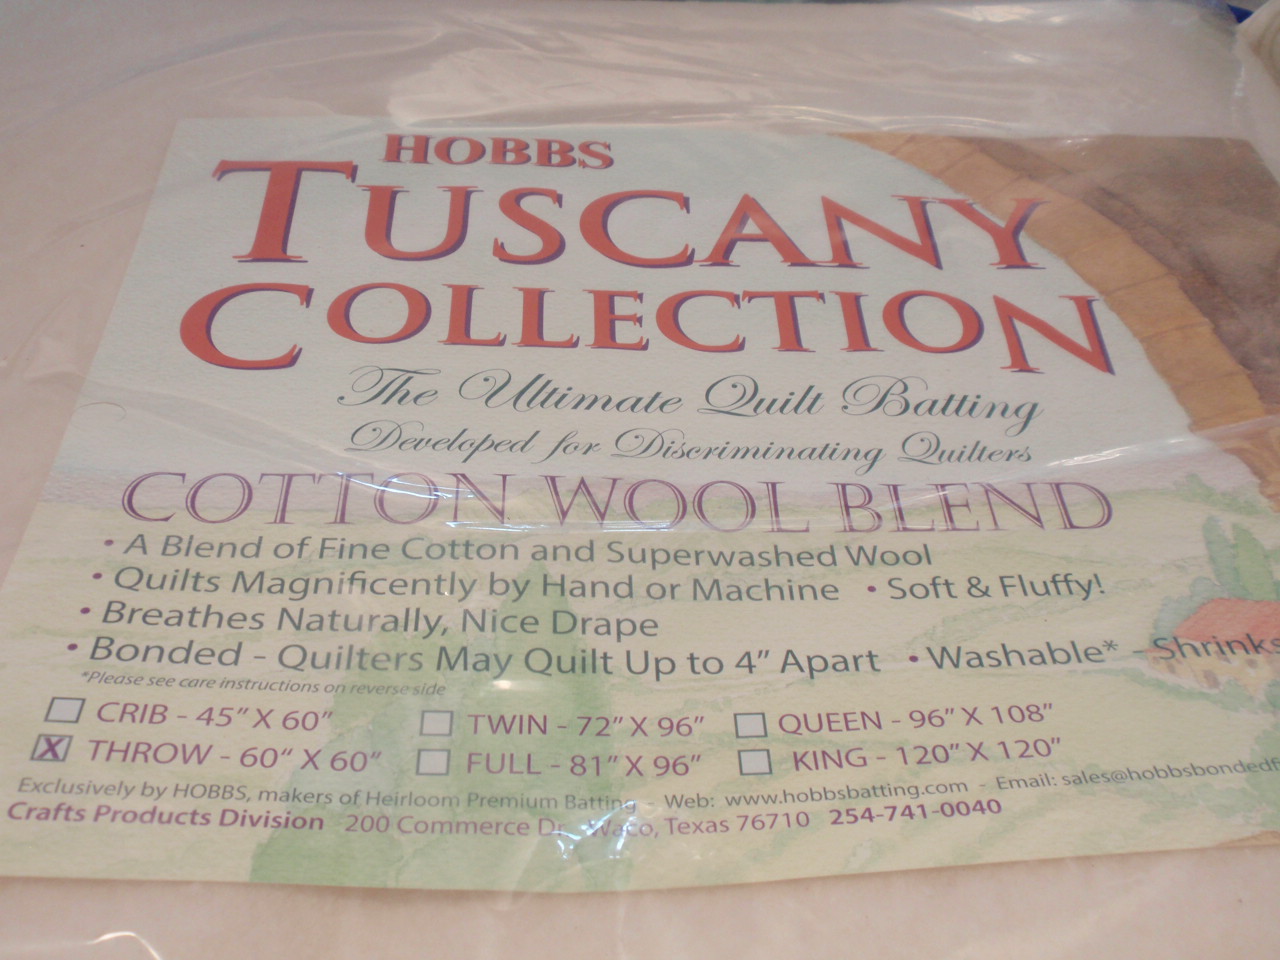 HOBBS
TUSCANY
COLLECTION
The Ultimate Quilt Batting
Developed for Discriminating Quilters
COTTON WOOL BLEND
• A Blend of Fine Cotton and Superwashed Wool
• Quilts Magnificently by Hand or Machine • Soft & Fluffy!
• Breathes Naturally, Nice Drape
• Bonded - Quilters May Quilt Up to 4" Apart • Washable* - Shrinks
*Please see care instructions on reverse side
CRIB - 45" X 60" TWIN - 72" X 96" QUEEN - 96" X 108"
X THROW - 60" X 60" FULL - 81" X 96" KING - 120" X 120"
Exclusively by HOBBS, makers of Heirloom Premium Batting - Web: www.hobbsbatting.com - Email: sales@hobbsbondedf
Crafts Products Division 200 Commerce Dr Waco, Texas 76710 254-741-0040